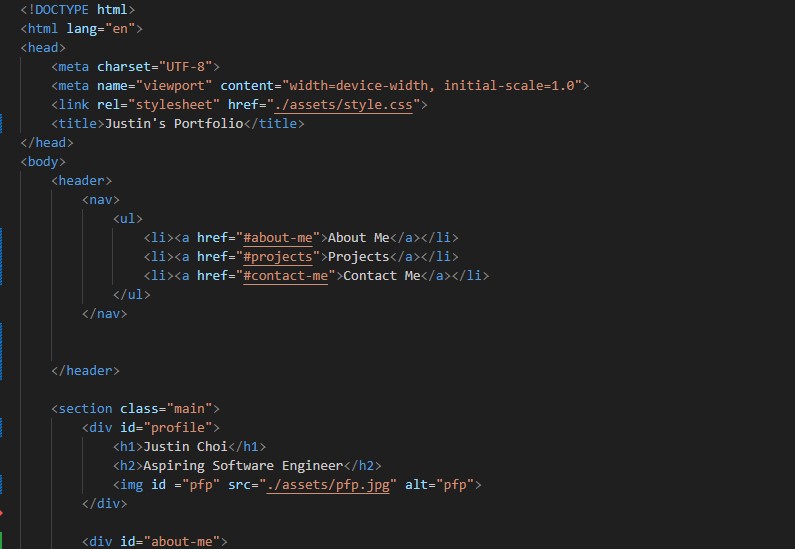 <!DOCTYPE html>
<html lang="en">
<head>
    <meta charset="UTF-8">
    <meta name="viewport" content="width=device-width, initial-scale=1.0">
    <link rel="stylesheet" href="./assets/style.css">
    <title>Justin's Portfolio</title>
</head>
<body>
    <header>
        <nav>
            <ul>
                <li><a href="#about-me">About Me</a></li>
                <li><a href="#projects">Projects</a></li>
                <li><a href="#contact-me">Contact Me</a></li>
            </ul>
        </nav>
    </header>
    <section class="main">
        <div id="profile">
            <h1>Justin Choi</h1>
            <h2>Aspiring Software Engineer</h2>
            <img id ="pfp" src="./assets/pfp.jpg" alt="pfp">
        </div>
        <div id="about-me">